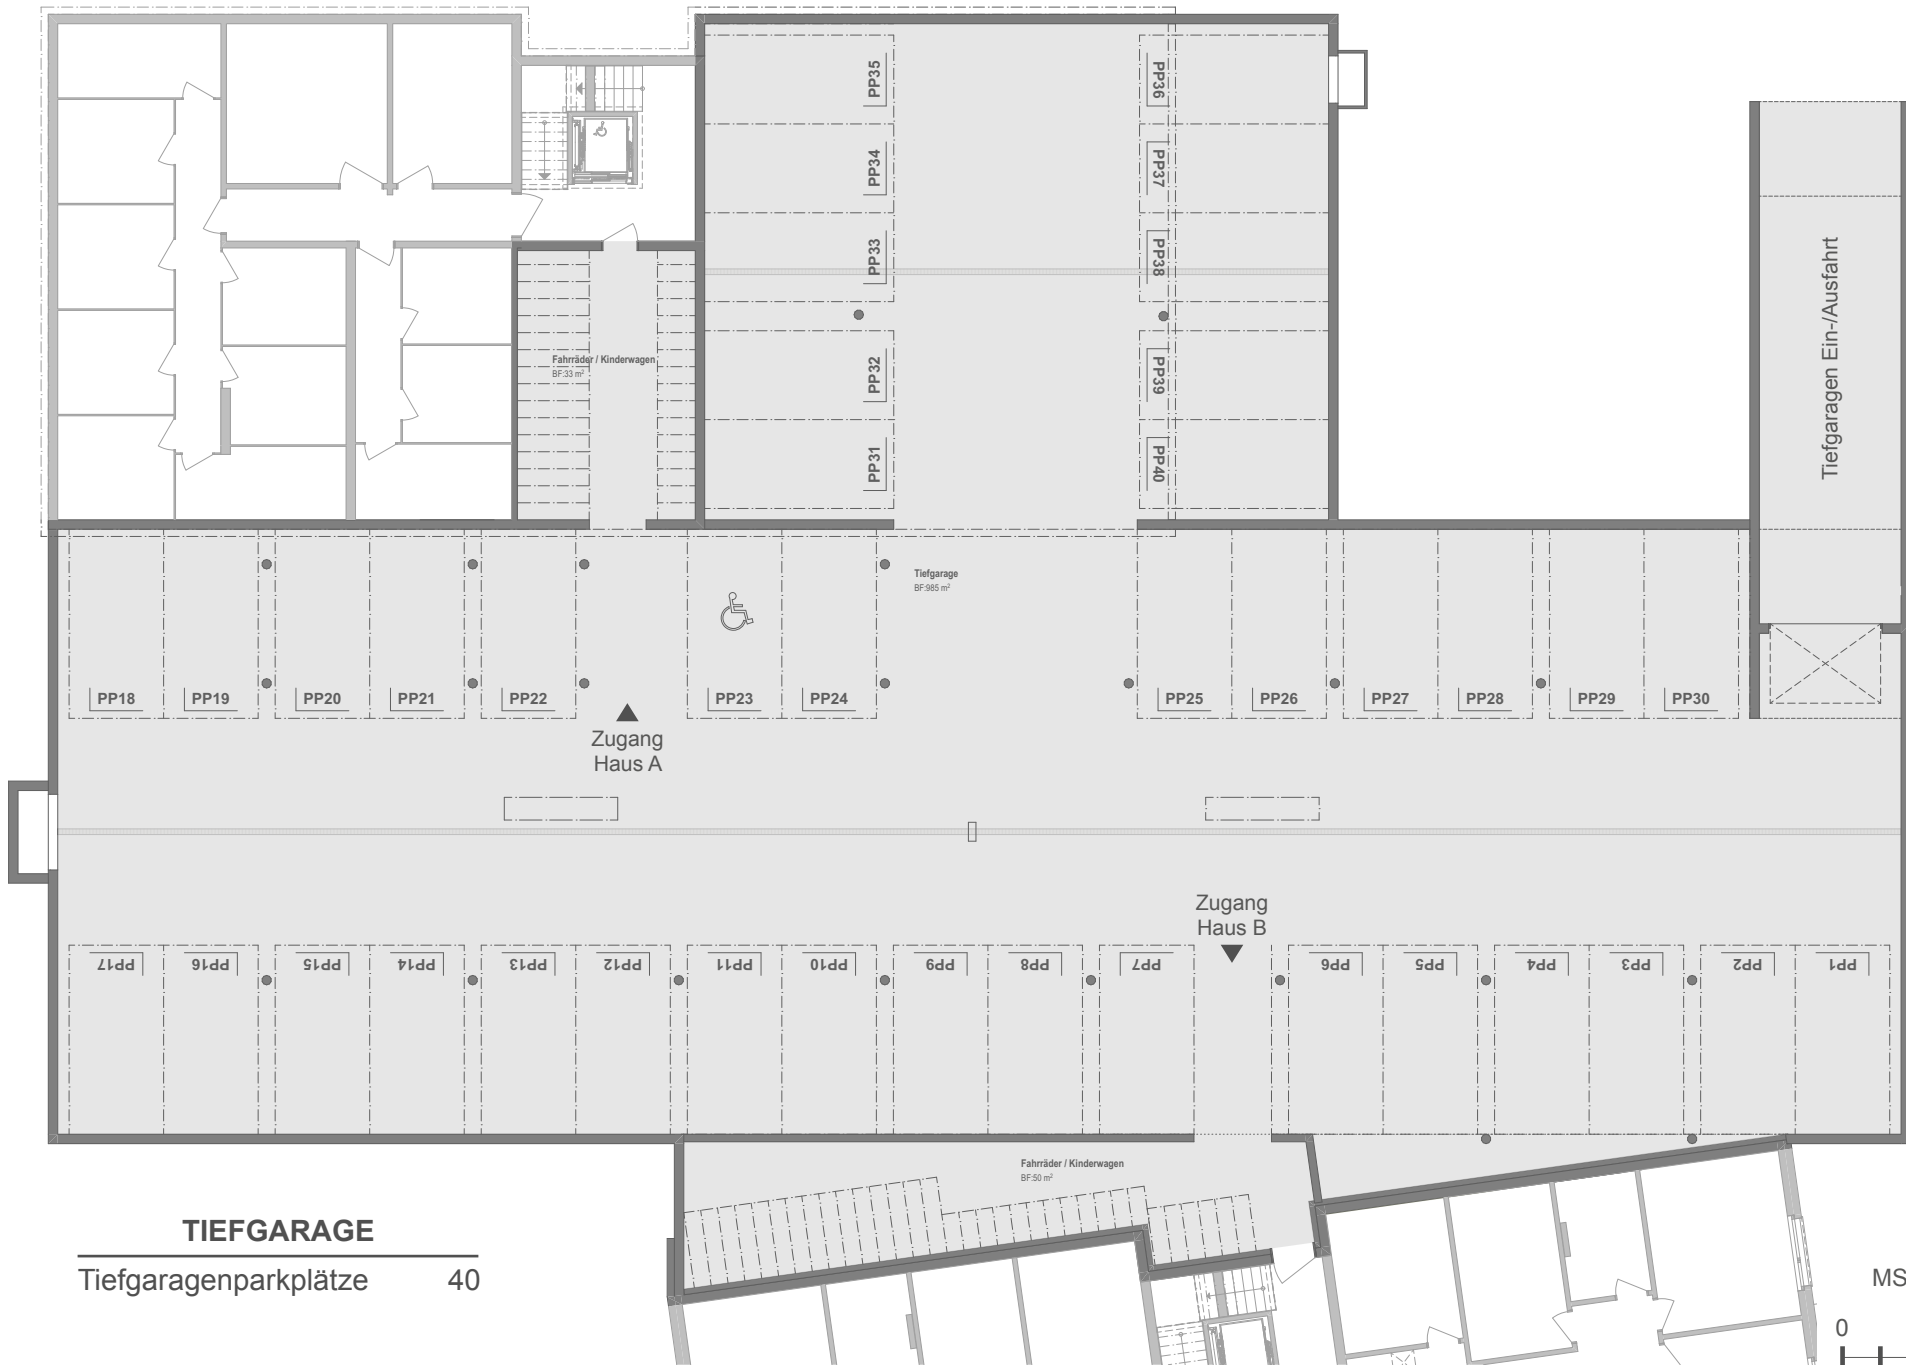 PP35
PP36
PP34
PP37
PP33
PP38
Tiefgaragen Ein-/Ausfahrt
Fahrräder / Kinderwagen
BF:33 m²
PP32
PP39
PP31
PP40
Tiefgarage
BF:985 m²
PP18
PP19
PP20
PP21
PP22
PP23
PP24
PP25
PP26
PP27
PP28
PP29
PP30
Zugang
Haus A
Zugang
Haus B
PP17
PP16
PP15
PP14
PP13
PP12
PP11
PP10
PP9
PP8
PP7
PP6
PP5
PP4
PP3
PP2
PP1
Fahrräder / Kinderwagen
BF:50 m²
TIEFGARAGE
Tiefgaragenparkplätze 40
MS
0